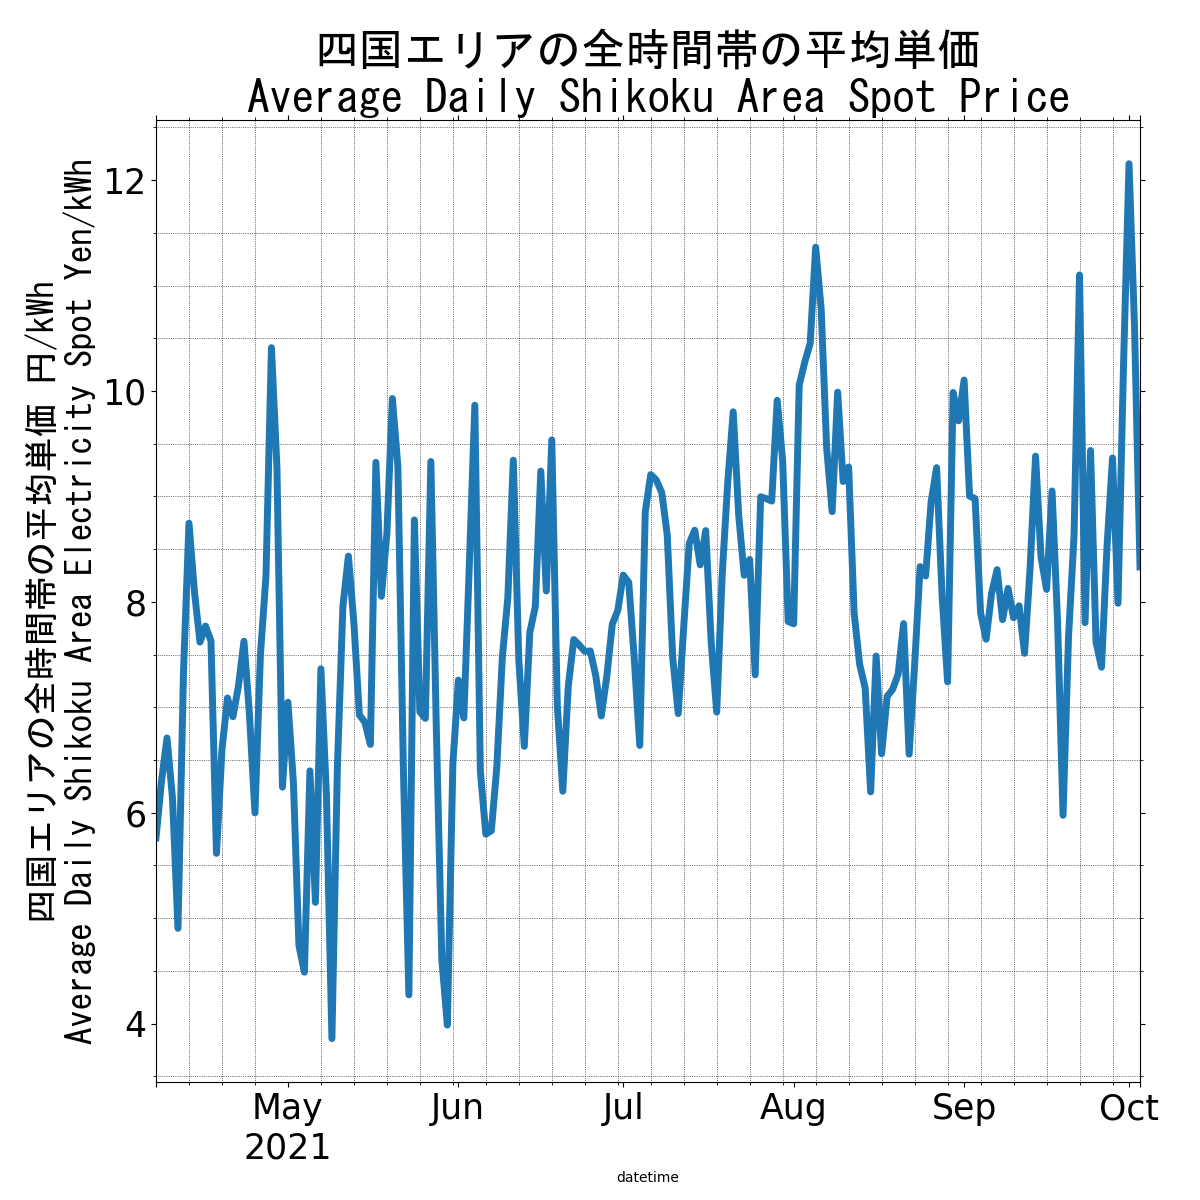 四国エリアの全時間帯の平均単価
Average Daily Shikoku Area Spot Price
四国エリアの全時間帯の平均単価 円/kWh
Average Daily Shikoku Area Electricity Spot Yen/kWh
12
10
8
6
4
May Jun Jul Aug Sep Oct
2021
datetime